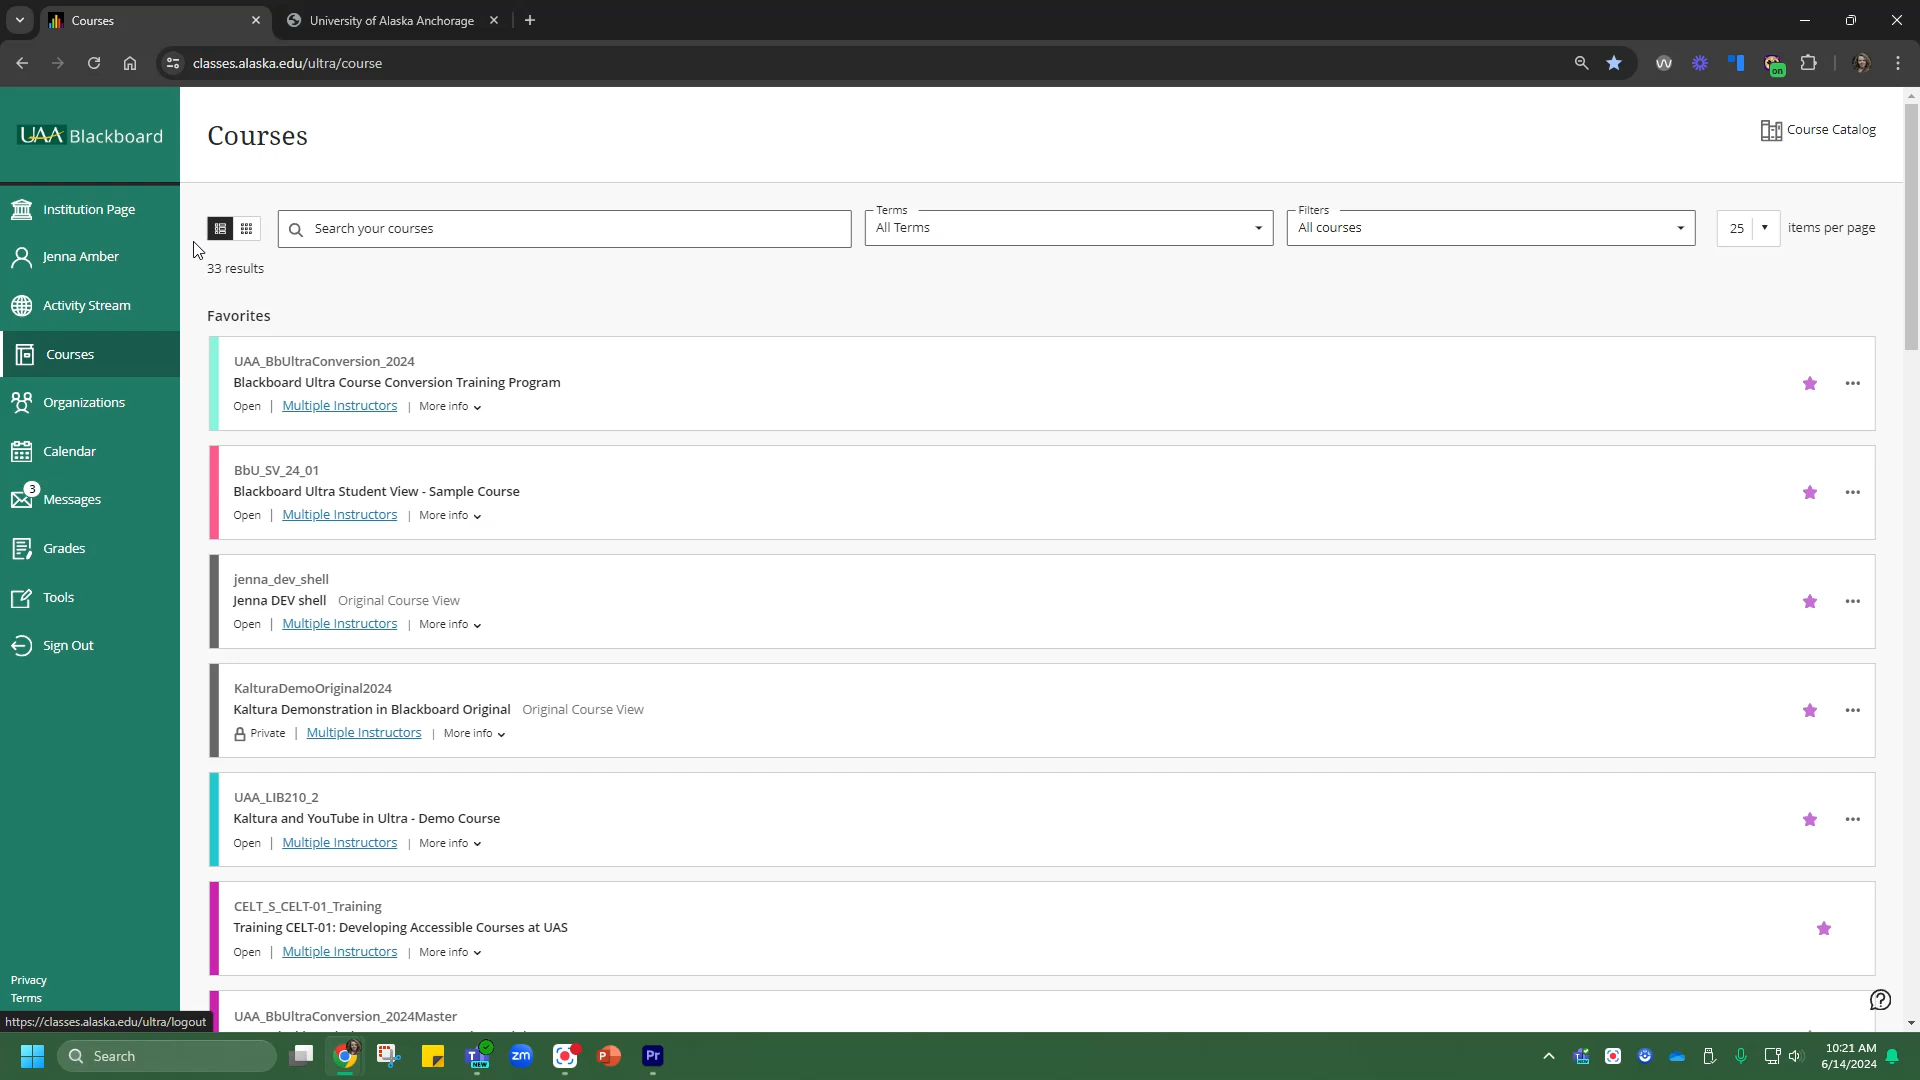 Courses
University of Alaska Anchorage
classes.alaska.edu/ultra/course
on
UAA Blackboard
Institution Page
Jenna Amber
Activity Stream
Courses
Organizations
Calendar
3
Messages
Grades
Tools
Sign Out
Privacy
Terms
https://classes.alaska.edu/ultra/logout
Courses
Course Catalog
Search your courses
Terms
All Terms
Filters
All courses
25 items per page
33 results
Favorites
UAA_BbUltraConversion_2024
Blackboard Ultra Course Conversion Training Program
Open | Multiple Instructors | More info
BbU_SV_24_01
Blackboard Ultra Student View - Sample Course
Open | Multiple Instructors | More info
jenna_dev_shell
Jenna DEV shell Original Course View
Open | Multiple Instructors | More info
KalturaDemoOriginal2024
Kaltura Demonstration in Blackboard Original Original Course View
Private | Multiple Instructors | More info
UAA_LIB210_2
Kaltura and YouTube in Ultra - Demo Course
Open | Multiple Instructors | More info
CELT_S_CELT-01_Training
Training CELT-01: Developing Accessible Courses at UAS
Open | Multiple Instructors | More info
UAA_BbUltraConversion_2024Master
Search
NEW
zm
Pr
10:21 AM
6/14/2024